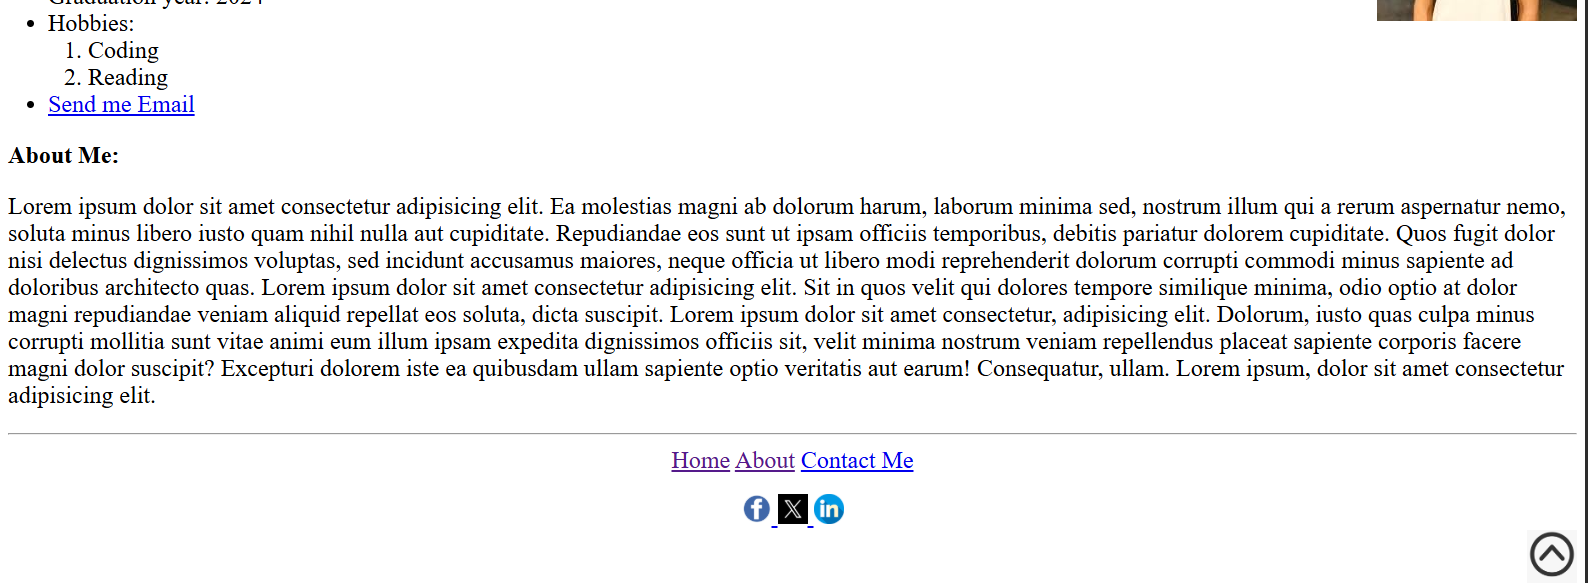 Graduation year: 2024
• Hobbies:
1. Coding
2. Reading
• Send me Email
About Me:
Lorem ipsum dolor sit amet consectetur adipisicing elit. Ea molestias magni ab dolorum harum, laborum minima sed, nostrum illum qui a rerum aspernatur nemo,
soluta minus libero iusto quam nihil nulla aut cupiditate. Repudiandae eos sunt ut ipsam officiis temporibus, debitis pariatur dolorem cupiditate. Quos fugit dolor
nisi delectus dignissimos voluptas, sed incidunt accusamus maiores, neque officia ut libero modi reprehenderit dolorum corrupti commodi minus sapiente ad
doloribus architecto quas. Lorem ipsum dolor sit amet consectetur adipisicing elit. Sit in quos velit qui dolores tempore similique minima, odio optio at dolor
magni repudiandae veniam aliquid repellat eos soluta, dicta suscipit. Lorem ipsum dolor sit amet consectetur, adipisicing elit. Dolorum, iusto quas culpa minus
corrupti mollitia sunt vitae animi eum illum ipsam expedita dignissimos officiis sit, velit minima nostrum veniam repellendus placeat sapiente corporis facere
magni dolor suscipit? Excepturi dolorem iste ea quibusdam ullam sapiente optio veritatis aut earum! Consequatur, ullam. Lorem ipsum, dolor sit amet consectetur
adipisicing elit.
Home About Contact Me
f X in